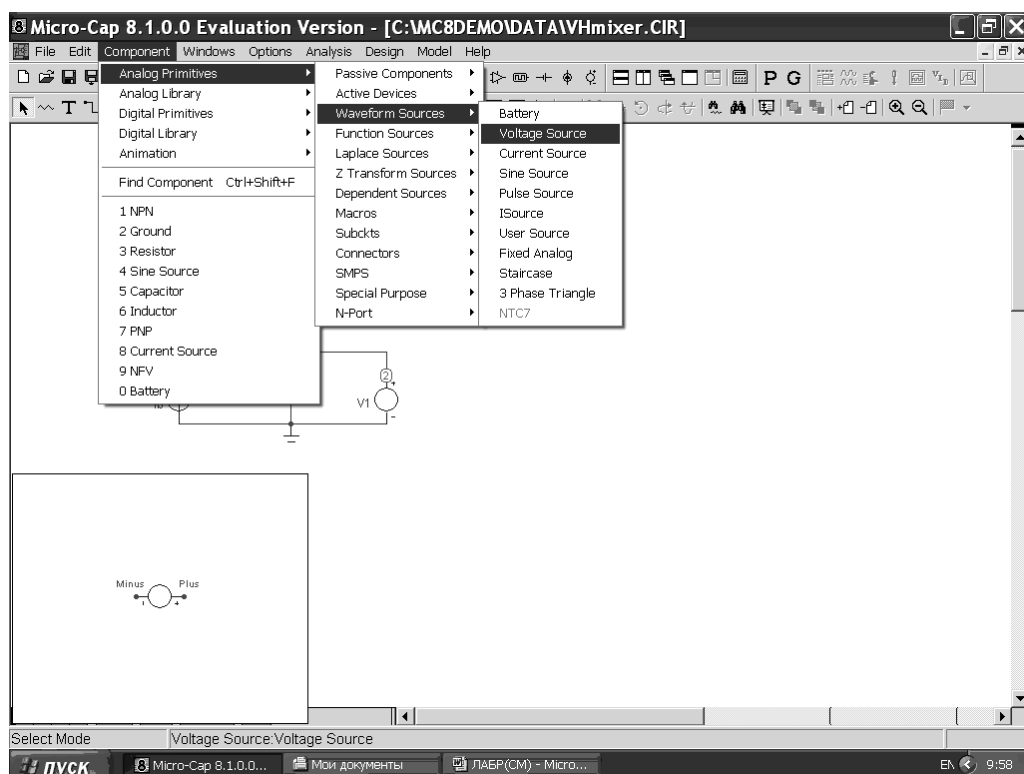 Micro-Cap 8.1.0.0 Evaluation Version - [C:\MC8DEMO\DATA\VHmixer.CIR]
File Edit Component Windows Options Analysis Design Model Help
Analog Primitives
Analog Library
Digital Primitives
Digital Library
Animation
Find Component Ctrl+Shift+F
1 NPN
2 Ground
3 Resistor
4 Sine Source
5 Capacitor
6 Inductor
7 PNP
8 Current Source
9 NFV
0 Battery
Passive Components
Active Devices
Waveform Sources
Function Sources
Laplace Sources
Z Transform Sources
Dependent Sources
Macros
Subckts
Connectors
SMPS
Special Purpose
N-Port
Battery
Voltage Source
Current Source
Sine Source
Pulse Source
ISource
User Source
Fixed Analog
Staircase
3 Phase Triangle
NTC7
P G
T
2
V1
Minus Plus
Select Mode Voltage Source:Voltage Source
пуск Micro-Cap 8.1.0.0... Мои документы ЛАБР(СМ) - Micro... EN 9:58